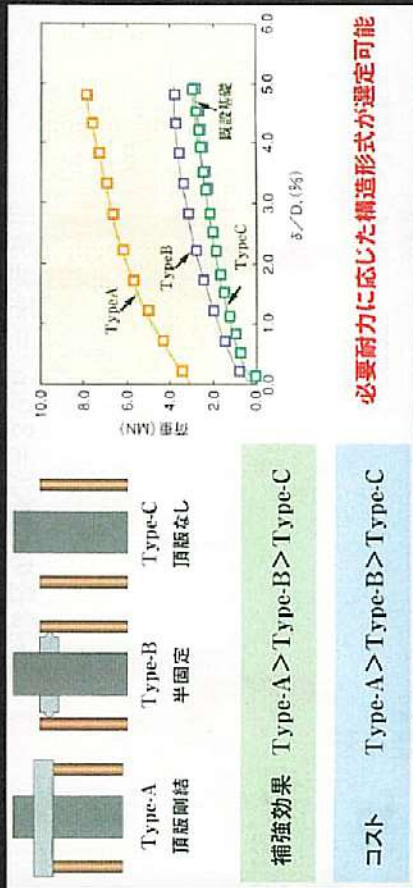 Type-A
頂版剛結
Type-B
半固定
Type-C
頂版なし
補強効果 Type-A>Type-B>Type-C
コスト Type-A>Type-B>Type-C
荷重(MN)
10.0
8.0
6.0
4.0
2.0
0.0
0.0
1.0
2.0
3.0
4.0
5.0
6.0
δ/D.(%)
TypeA
TypeB
TypeC
既設基礎
必要耐力に応じた構造形式が選定可能